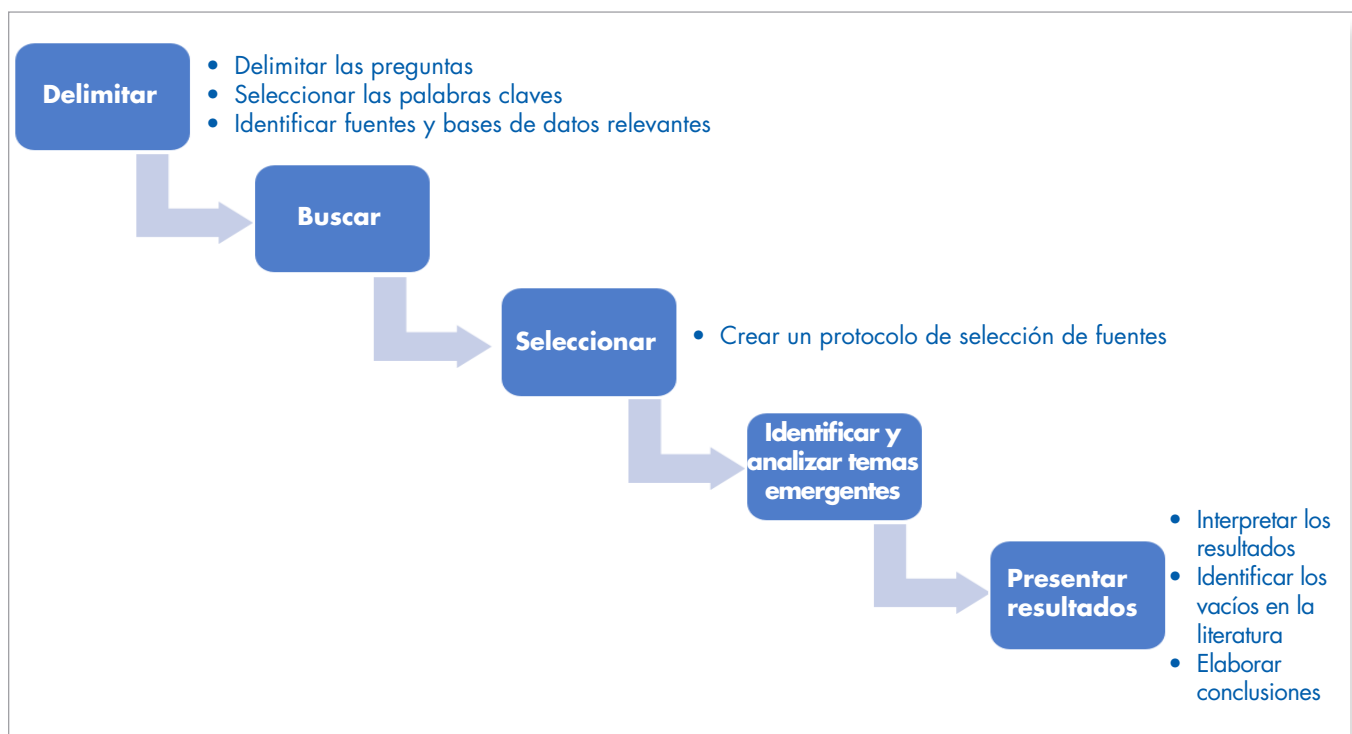 Delimitar
• Delimitar las preguntas
• Seleccionar las palabras claves
• Identificar fuentes y bases de datos relevantes
Buscar
Seleccionar
• Crear un protocolo de selección de fuentes
Identificar y
analizar temas
emergentes
Presentar
resultados
• Interpretar los
resultados
• Identificar los
vacíos en la
literatura
• Elaborar
conclusiones